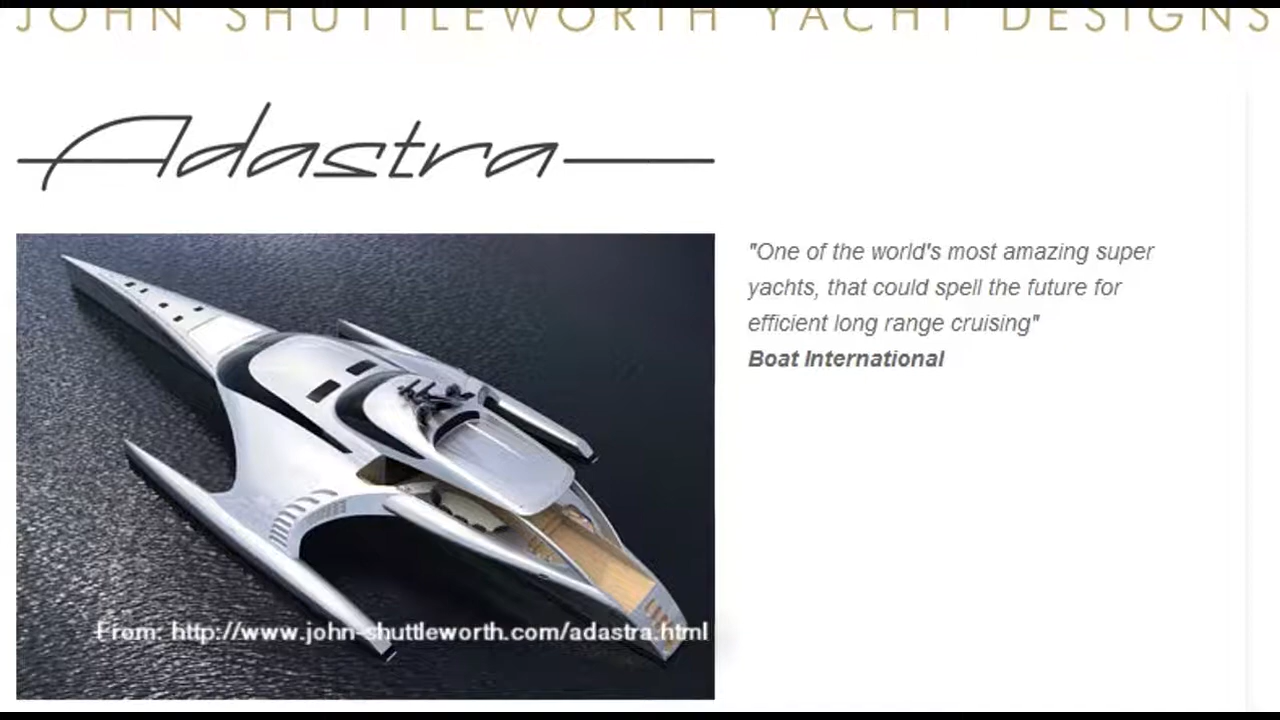 JOHN SHUTTLEWORTH YACHT DESIGNS
Adastra
"One of the world's most amazing super
yachts, that could spell the future for
efficient long range cruising"
Boat International
From: http://www.john-shuttleworth.com/adastra.html